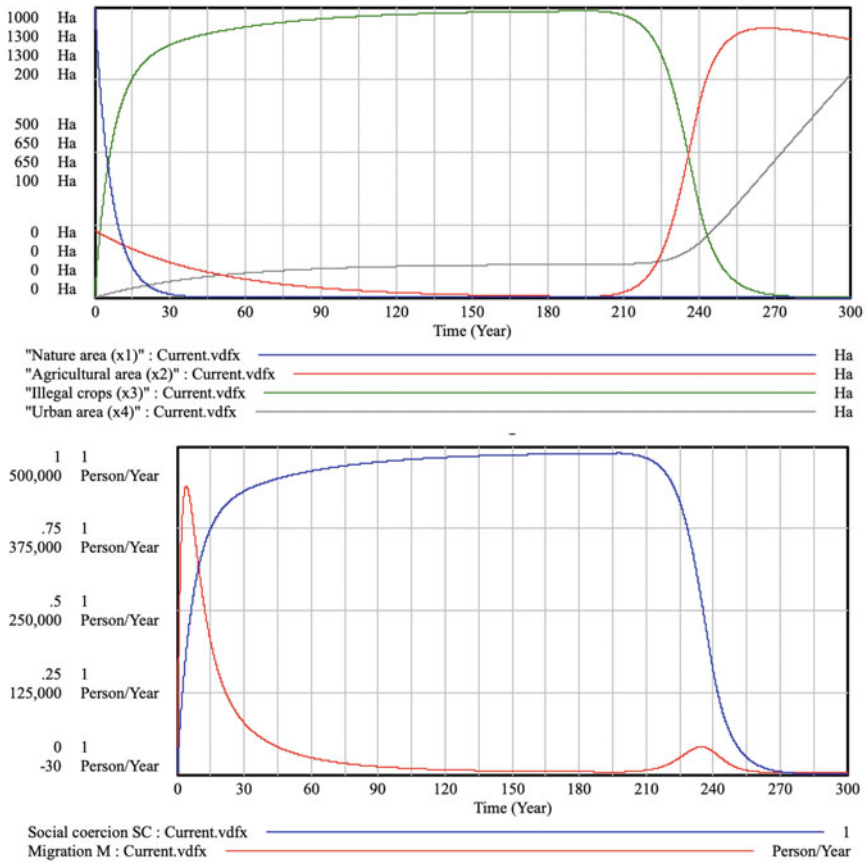 1000 Ha
1300 Ha
1300 Ha
200 Ha
500 Ha
650 Ha
650 Ha
100 Ha
0 Ha
0 Ha
0 Ha
0 Ha
0 30 60 90 120 150 180 210 240 270 300
Time (Year)
"Nature area (x1)" : Current.vdfx Ha
"Agricultural area (x2)" : Current.vdfx Ha
"Illegal crops (x3)" : Current.vdfx Ha
"Urban area (x4)" : Current.vdfx Ha
1 1
500,000 Person/Year
.75 1
375,000 Person/Year
.5 1
250,000 Person/Year
.25 1
125,000 Person/Year
0 1
-30 Person/Year
0 30 60 90 120 150 180 210 240 270 300
Time (Year)
Social coercion SC : Current.vdfx 1
Migration M : Current.vdfx Person/Year